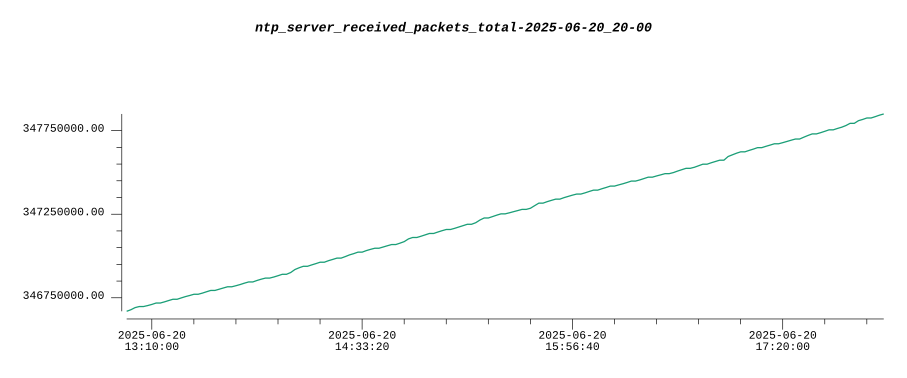 ntp_server_received_packets_total-2025-06-20_20-00
347750000.00
347250000.00
346750000.00
2025-06-20 2025-06-20 2025-06-20 2025-06-20
13:10:00 14:33:20 15:56:40 17:20:00